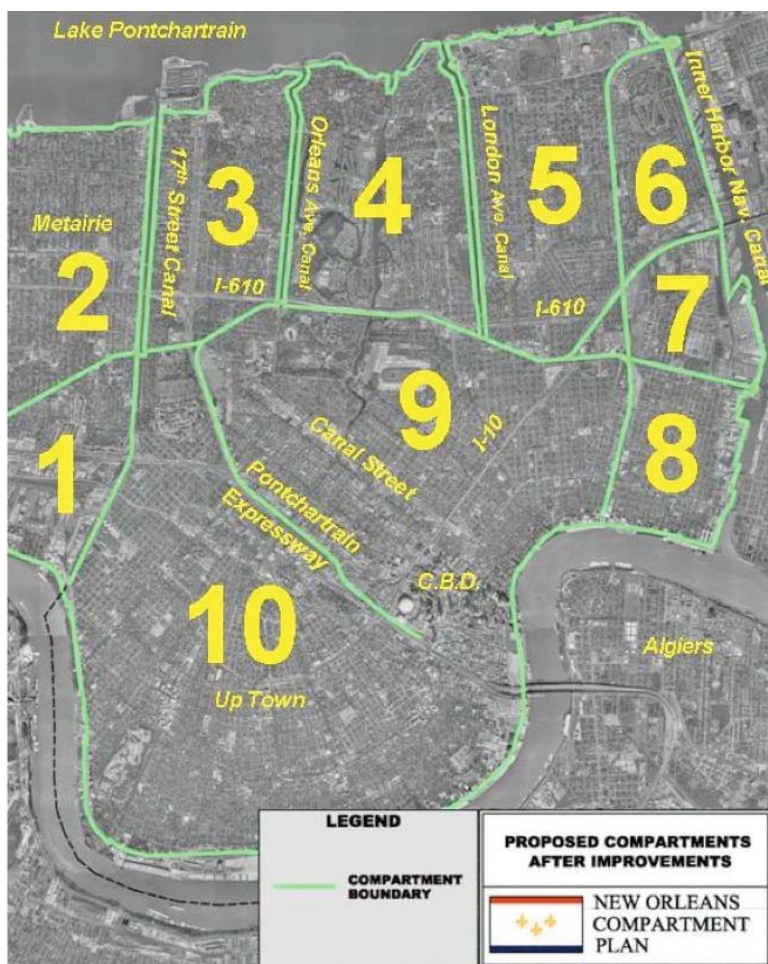 Lake Pontchartrain
Inner Harbor Nav. Canal
17th Street Canal
3
Orleans Ave. Canal
4
London Ave. Canal
5
6
Metairie
2
I-610
I-610
7
1
9
I-10
8
Canal Street
Pontchartrain
Expressway
C.B.D.
10
Algiers
Up Town
LEGEND
COMPARTMENT
BOUNDARY
PROPOSED COMPARTMENTS
AFTER IMPROVEMENTS
NEW ORLEANS
COMPARTMENT
PLAN